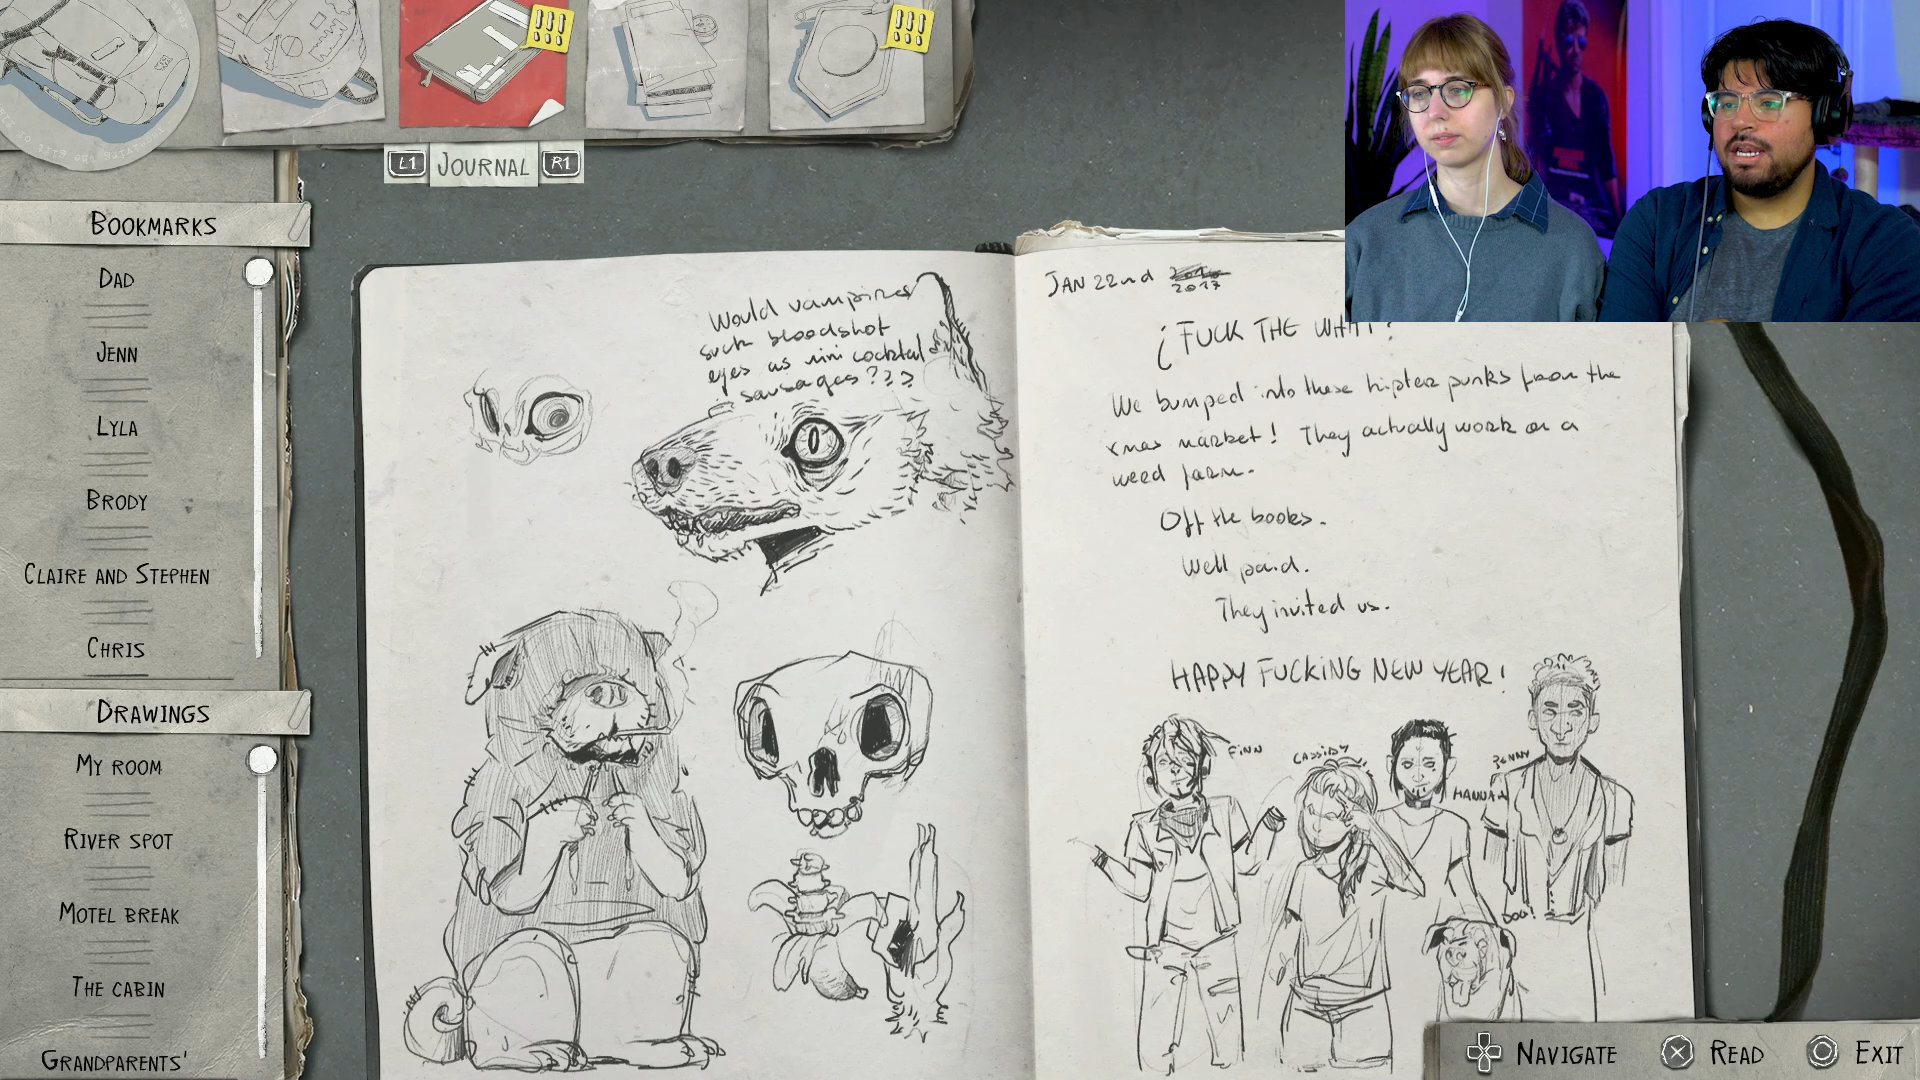 L1 JOURNAL R1
BOOKMARKS
DAD
JENN
LYLA
BRODY
CLAIRE AND STEPHEN
CHRIS
DRAWINGS
MY ROOM
RIVER SPOT
MOTEL BREAK
THE CABIN
GRANDPARENTS'
Would vampires
suck bloodshot
eyes as mini cocktail
sausages???
JAN 22nd
2017
¿FUCK THE WHAT?
We bumped into these hipster punks from the
xmas market! They actually work on a
weed farm.
Off the books.
Well paid.
They invited us.
HAPPY FUCKING NEW YEAR!
FINN
CASSIDY
HANNAH
PENNY
DOG!
NAVIGATE
READ
EXIT